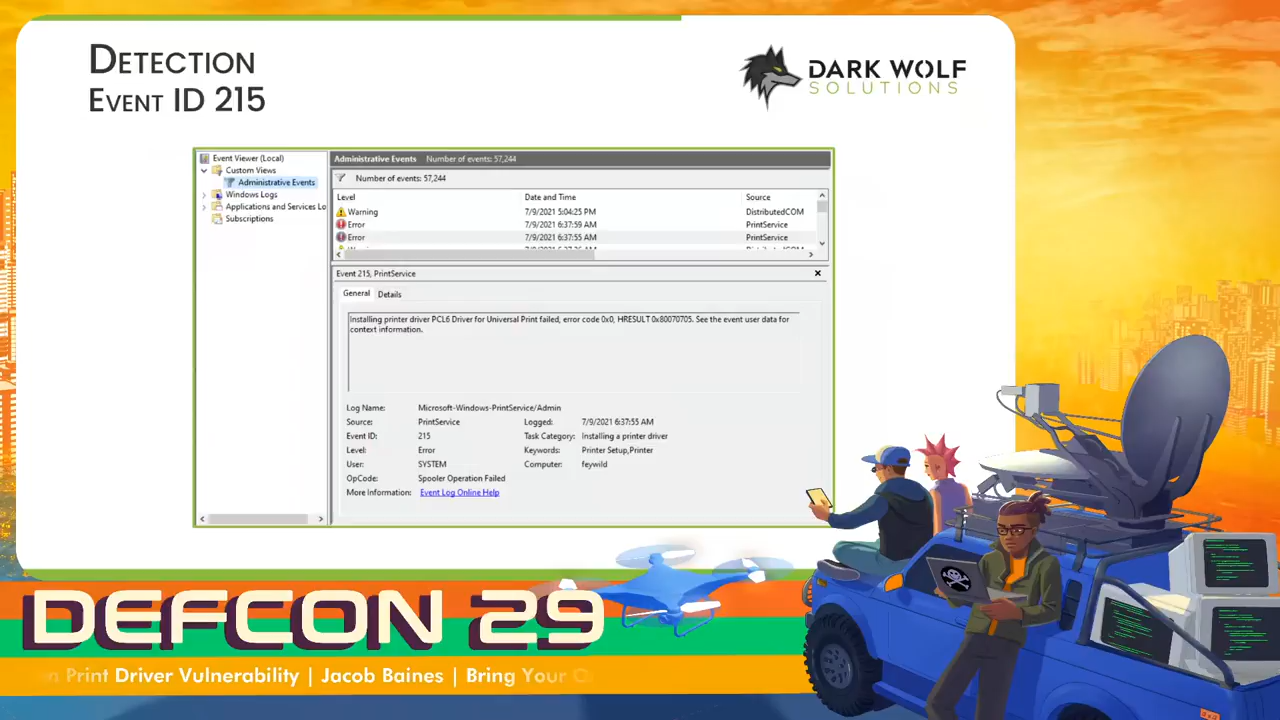 DETECTION
EVENT ID 215
DARK WOLF
SOLUTIONS
Event Viewer (Local)
Custom Views
Administrative Events
Windows Logs
Applications and Services Lo
Subscriptions
Administrative Events Number of events: 57,244
Number of events: 57,244
Level Date and Time Source
Warning 7/9/2021 5:04:25 PM DistributedCOM
Error 7/9/2021 6:37:59 AM PrintService
Error 7/9/2021 6:37:55 AM PrintService
Event 215, PrintService
General Details
Installing printer driver PCL6 Driver for Universal Print failed, error code 0x0, HRESULT 0x80070705. See the event user data for
context information.
Log Name: Microsoft-Windows-PrintService/Admin
Source: PrintService Logged: 7/9/2021 6:37:55 AM
Event ID: 215 Task Category: Installing a printer driver
Level: Error Keywords: Printer Setup,Printer
User: SYSTEM Computer: feywild
OpCode: Spooler Operation Failed
More Information: Event Log Online Help
DEFCON 29
n Print Driver Vulnerability | Jacob Baines | Bring Your O